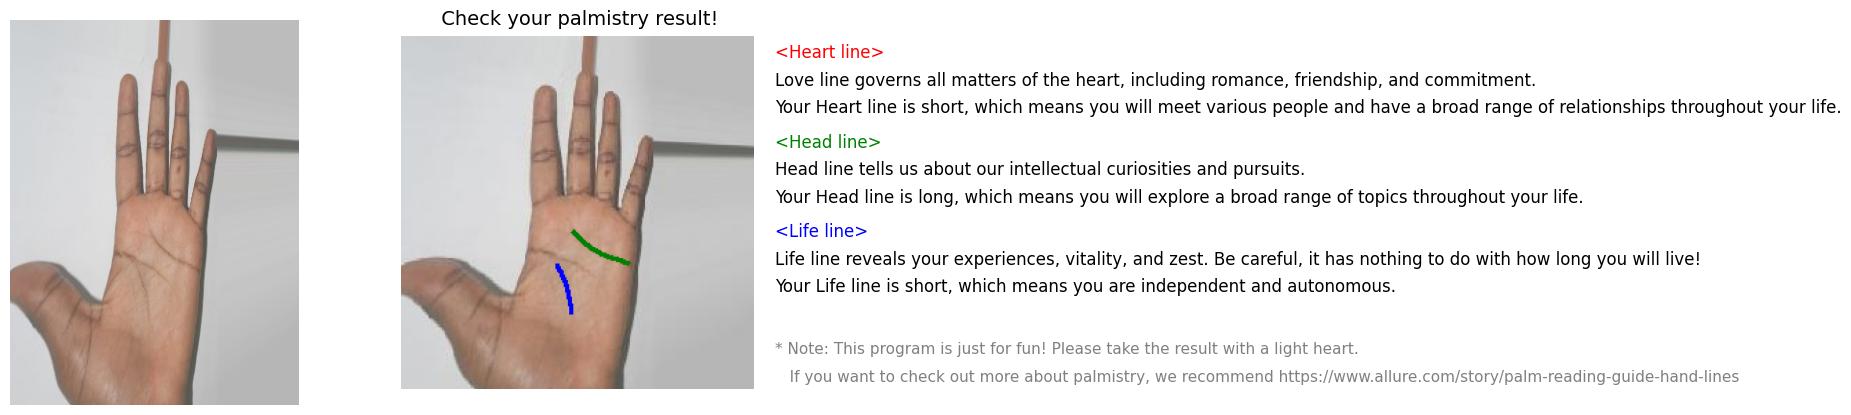 Check your palmistry result!
<Heart line>
Love line governs all matters of the heart, including romance, friendship, and commitment.
Your Heart line is short, which means you will meet various people and have a broad range of relationships throughout your life.
<Head line>
Head line tells us about our intellectual curiosities and pursuits.
Your Head line is long, which means you will explore a broad range of topics throughout your life.
<Life line>
Life line reveals your experiences, vitality, and zest. Be careful, it has nothing to do with how long you will live!
Your Life line is short, which means you are independent and autonomous.
* Note: This program is just for fun! Please take the result with a light heart.
If you want to check out more about palmistry, we recommend https://www.allure.com/story/palm-reading-guide-hand-lines